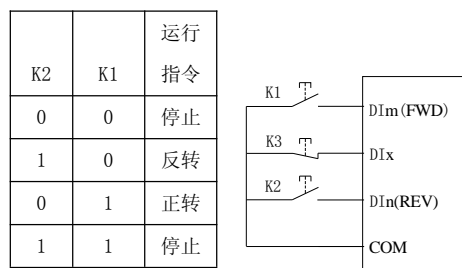 K2 K1 运行
指令
0 0 停止
1 0 反转
0 1 正转
1 1 停止
K1
DIm(FWD)
K3
DIx
K2
DIn(REV)
COM